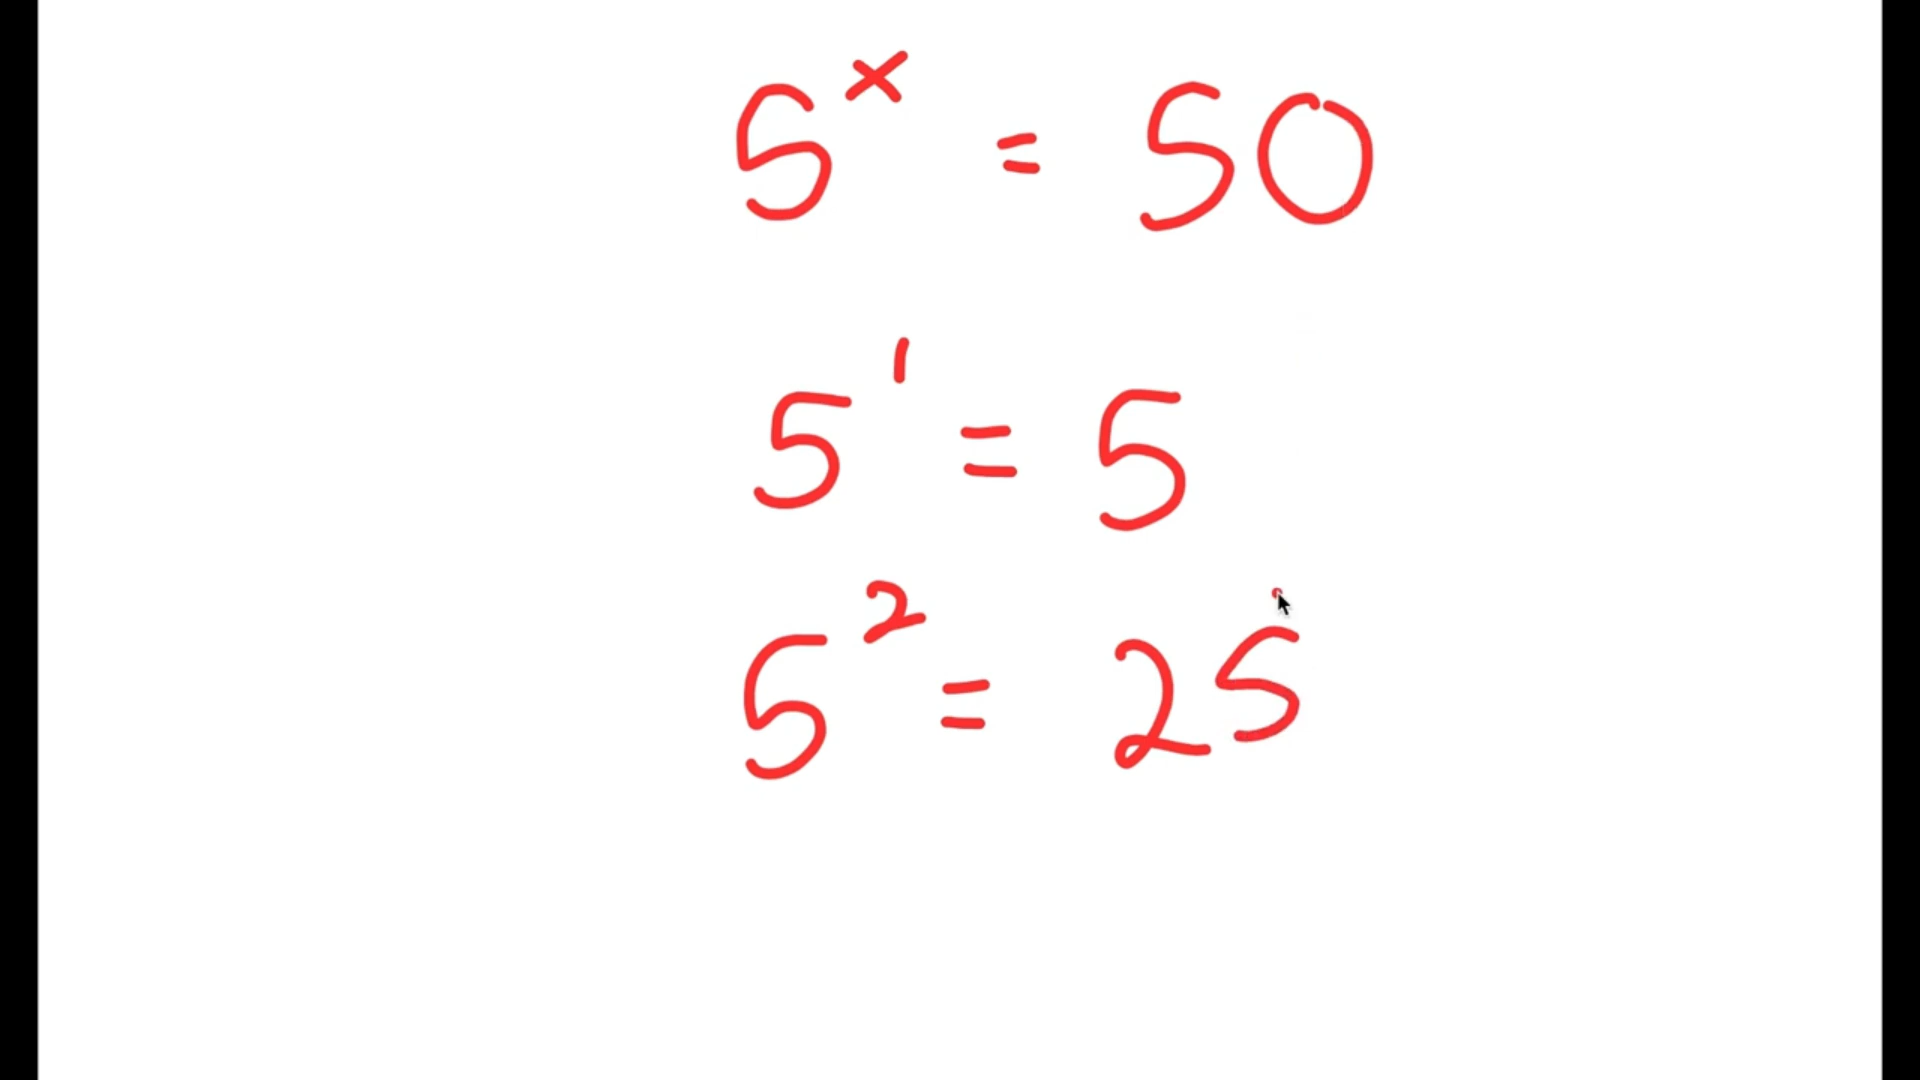 5^x = 50
5^1 = 5
5^2 = 25